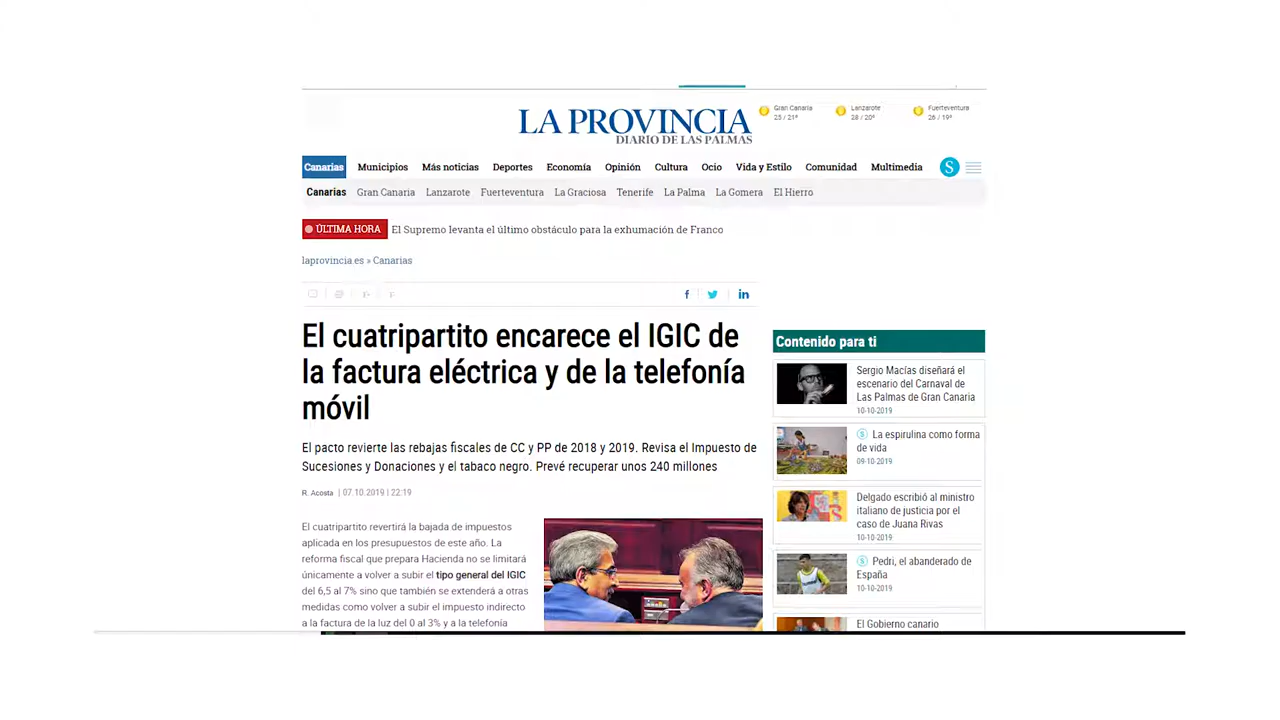 LA PROVINCIA
DIARIO DE LAS PALMAS
Gran Canaria
25 / 21º
Lanzarote
28 / 20º
Fuerteventura
26 / 19º
Canarias Municipios Más noticias Deportes Economía Opinión Cultura Ocio Vida y Estilo Comunidad Multimedia S
Canarias Gran Canaria Lanzarote Fuerteventura La Graciosa Tenerife La Palma La Gomera El Hierro
ÚLTIMA HORA El Supremo levanta el último obstáculo para la exhumación de Franco
laprovincia.es » Canarias
El cuatripartito encarece el IGIC de
la factura eléctrica y de la telefonía
móvil
El pacto revierte las rebajas fiscales de CC y PP de 2018 y 2019. Revisa el Impuesto de
Sucesiones y Donaciones y el tabaco negro. Prevé recuperar unos 240 millones
R. Acosta | 07.10.2019 | 22:19
El cuatripartito revertirá la bajada de impuestos
aplicada en los presupuestos de este año. La
reforma fiscal que prepara Hacienda no se limitará
únicamente a volver a subir el tipo general del IGIC
del 6,5 al 7% sino que también se extenderá a otras
medidas como volver a subir el impuesto indirecto
a la factura de la luz del 0 al 3% y a la telefonía
Contenido para ti
Sergio Macías diseñará el
escenario del Carnaval de
Las Palmas de Gran Canaria
10-10-2019
S La espirulina como forma
de vida
09-10-2019
Delgado escribió al ministro
italiano de justicia por el
caso de Juana Rivas
10-10-2019
S Pedri, el abanderado de
España
10-10-2019
El Gobierno canario